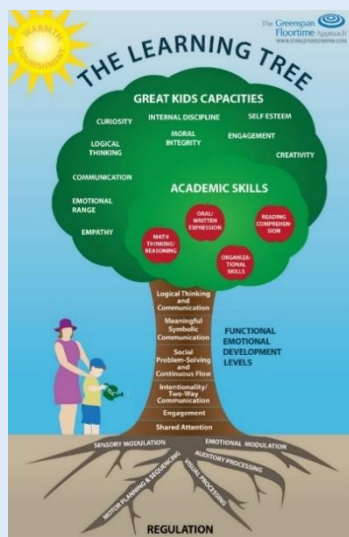 WARMTH
NOURISHMENT
The Greenspan
Floortime Approach®
WWW.STANLEYGREENSPAN.COM
THE LEARNING TREE
GREAT KIDS CAPACITIES
CURIOSITY
INTERNAL DISCIPLINE
SELF ESTEEM
LOGICAL
THINKING
MORAL
INTEGRITY
ENGAGEMENT
CREATIVITY
COMMUNICATION
EMOTIONAL
RANGE
EMPATHY
ACADEMIC SKILLS
ORAL/
WRITTEN
EXPRESSION
READING
COMPREHEN-
SION
MATH
THINKING/
REASONING
ORGANIZA-
TIONAL
SKILLS
Logical Thinking
and
Communication
Meaningful
Symbolic
Communication
Social
Problem-Solving
and
Continuous Flow
Intentionality/
Two-Way
Communication
Engagement
Shared Attention
FUNCTIONAL
EMOTIONAL
DEVELOPMENT
LEVELS
SENSORY MODULATION
EMOTIONAL MODULATION
MOTOR PLANNING & SEQUENCING
VISUAL PROCESSING
AUDITORY PROCESSING
REGULATION